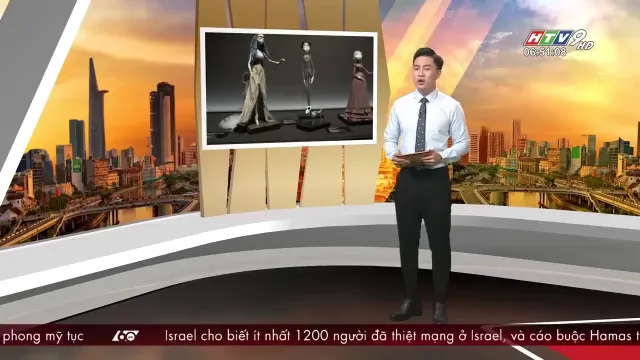 HTV9 HD
06:51:08
phong mỹ tục
60 Israel cho biết ít nhất 1200 người đã thiệt mạng ở Israel, và cáo buộc Hamas t